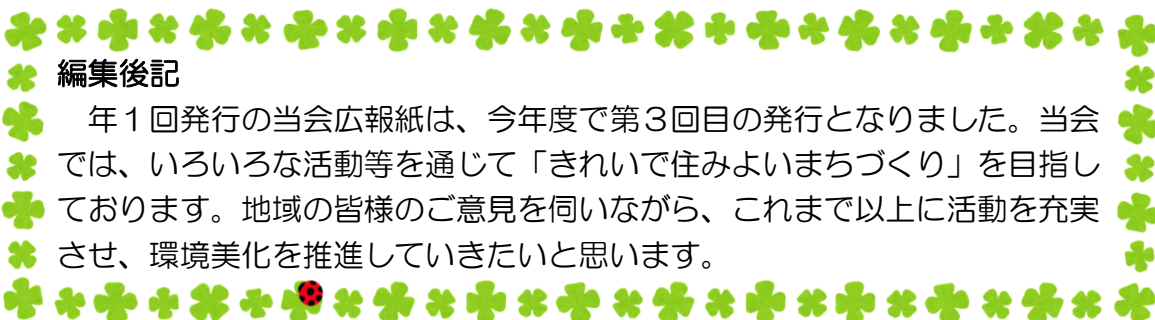 編集後記
　年１回発行の当会広報紙は、今年度で第３回目の発行となりました。当会
では、いろいろな活動等を通じて「きれいで住みよいまちづくり」を目指し
ております。地域の皆様のご意見を伺いながら、これまで以上に活動を充実
させ、環境美化を推進していきたいと思います。